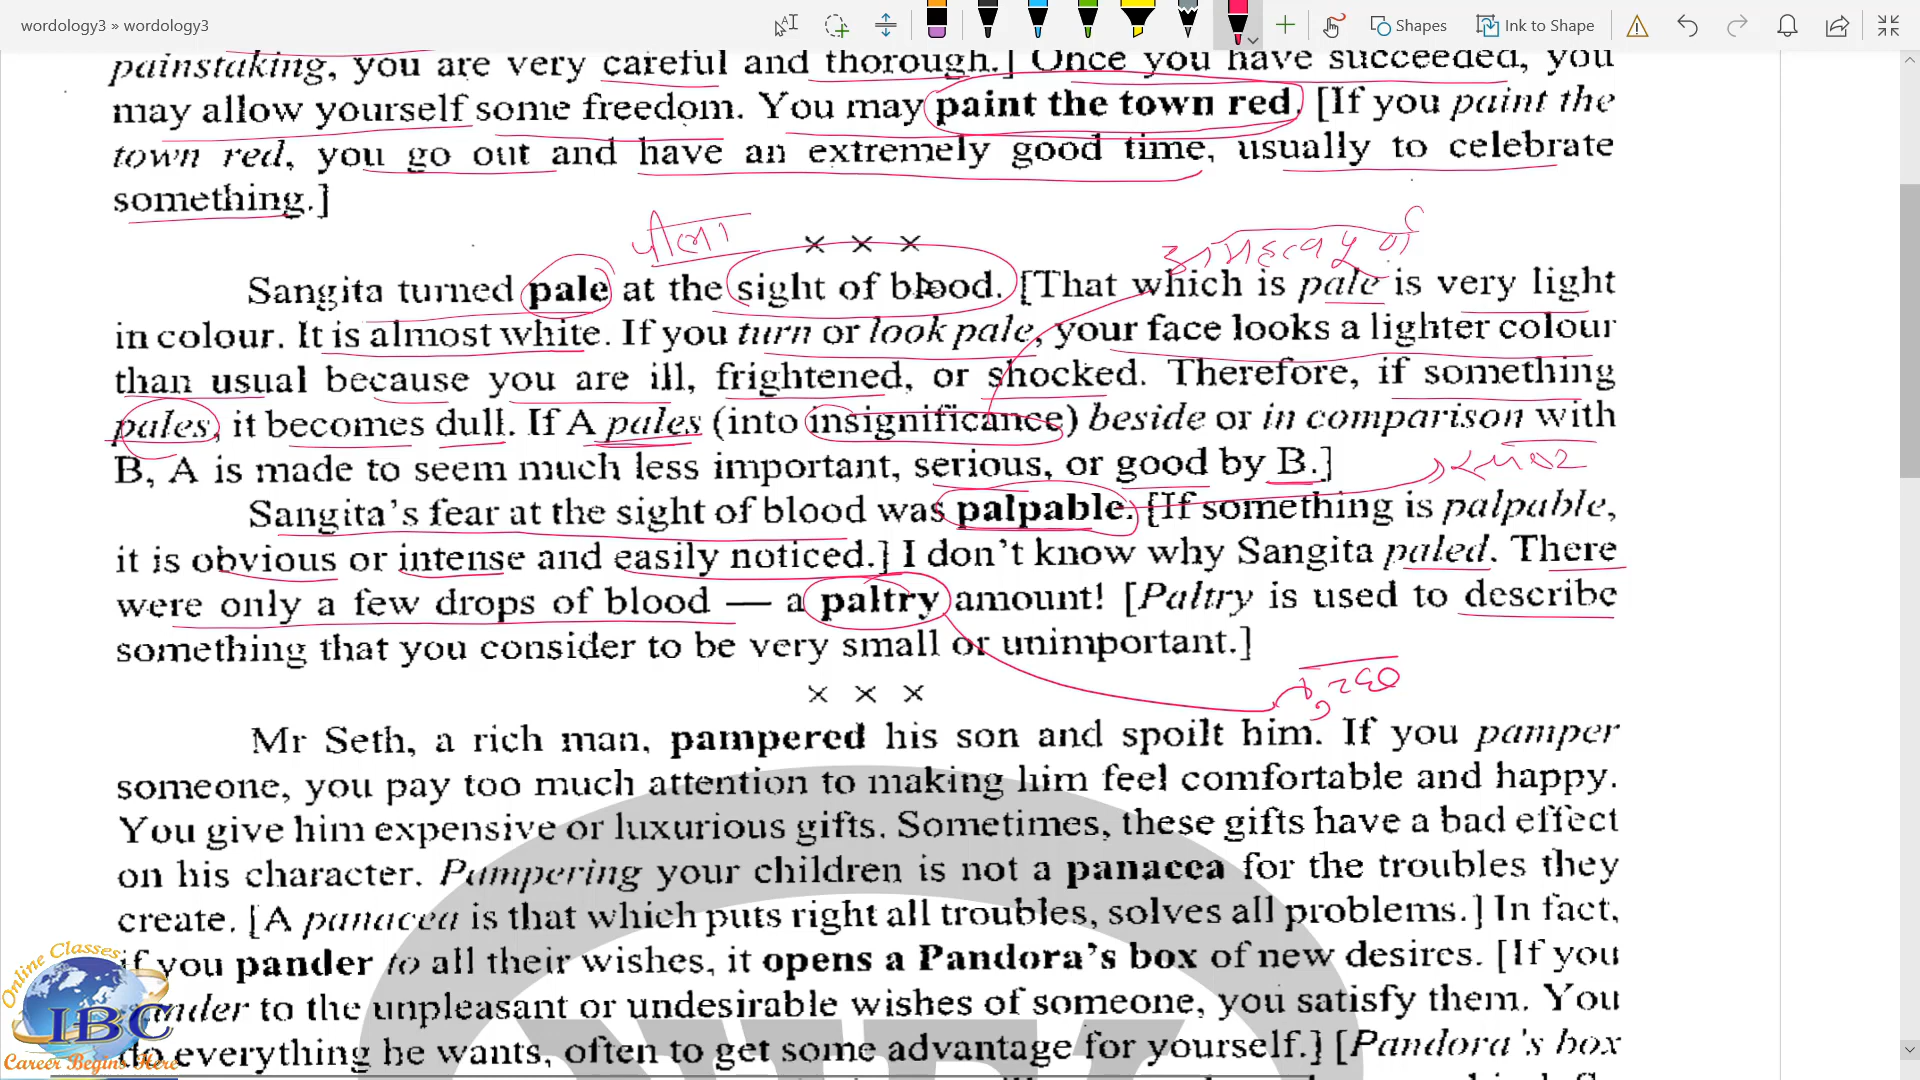 wordology3 » wordology3
Shapes
Ink to Shape
painstaking, you are very careful and thorough.] Once you have succeeded, you
may allow yourself some freedom. You may paint the town red. [If you paint the
town red, you go out and have an extremely good time, usually to celebrate
something.]
पीला
× × ×
Sangita turned pale at the sight of blood. [That which is pale is very light
in colour. It is almost white. If you turn or look pale, your face looks a lighter colour
than usual because you are ill, frightened, or shocked. Therefore, if something
pales, it becomes dull. If A pales (into insignificance) beside or in comparison with
B, A is made to seem much less important, serious, or good by B.]
Sangita's fear at the sight of blood was palpable. [If something is palpable,
it is obvious or intense and easily noticed.] I don't know why Sangita paled. There
were only a few drops of blood — a paltry amount! [Paltry is used to describe
something that you consider to be very small or unimportant.]
× × ×
Mr Seth, a rich man, pampered his son and spoilt him. If you pamper
someone, you pay too much attention to making him feel comfortable and happy.
You give him expensive or luxurious gifts. Sometimes, these gifts have a bad effect
on his character. Pampering your children is not a panacea for the troubles they
create. [A panacea is that which puts right all troubles, solves all problems.] In fact,
if you pander to all their wishes, it opens a Pandora's box of new desires. [If you
pander to the unpleasant or undesirable wishes of someone, you satisfy them. You
do everything he wants, often to get some advantage for yourself.] [Pandora's box
Online Classes
IBC
Career Begins Here